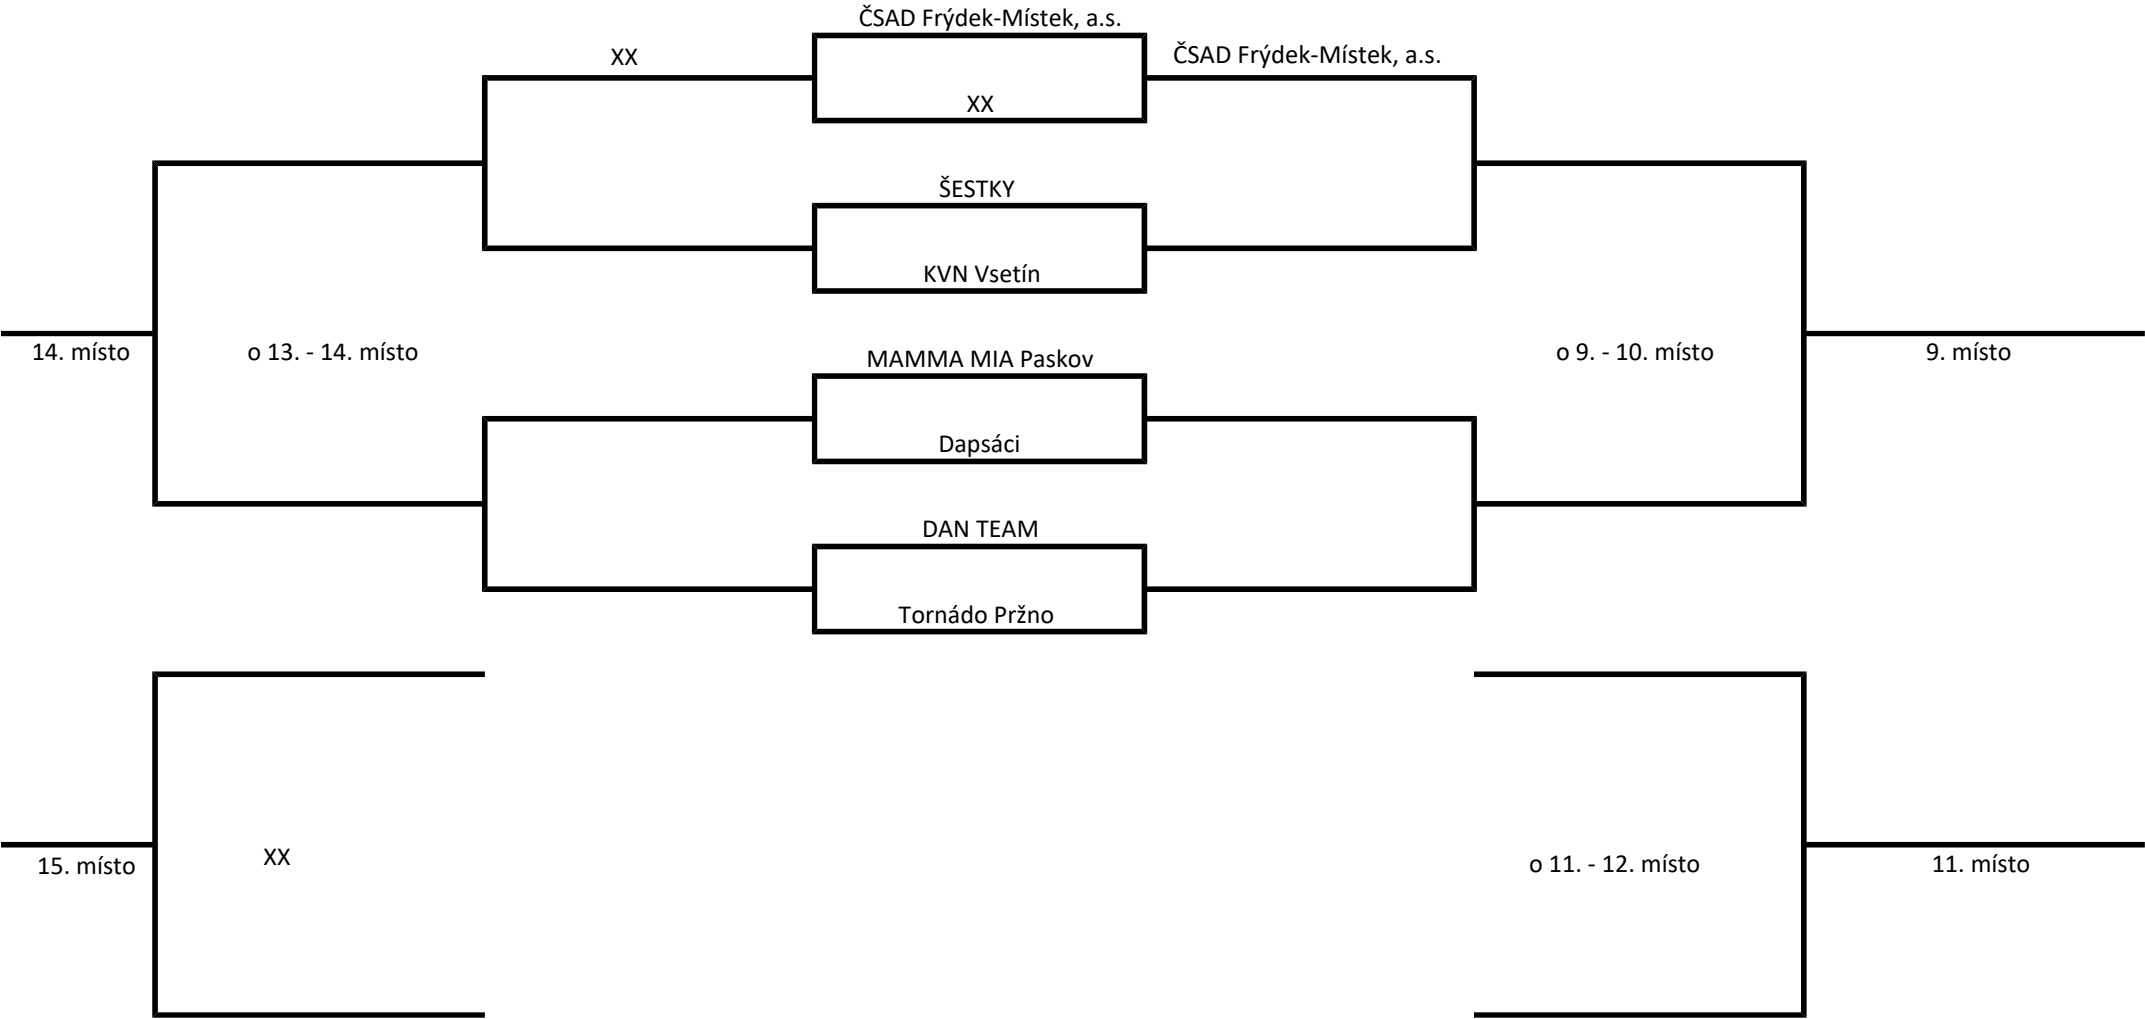 ČSAD Frýdek-Místek, a.s.
XX
ČSAD Frýdek-Místek, a.s.
XX
ŠESTKY
KVN Vsetín
14. místo
o 13. - 14. místo
MAMMA MIA Paskov
o 9. - 10. místo
9. místo
Dapsáci
DAN TEAM
Tornádo Pržno
15. místo
XX
o 11. - 12. místo
11. místo